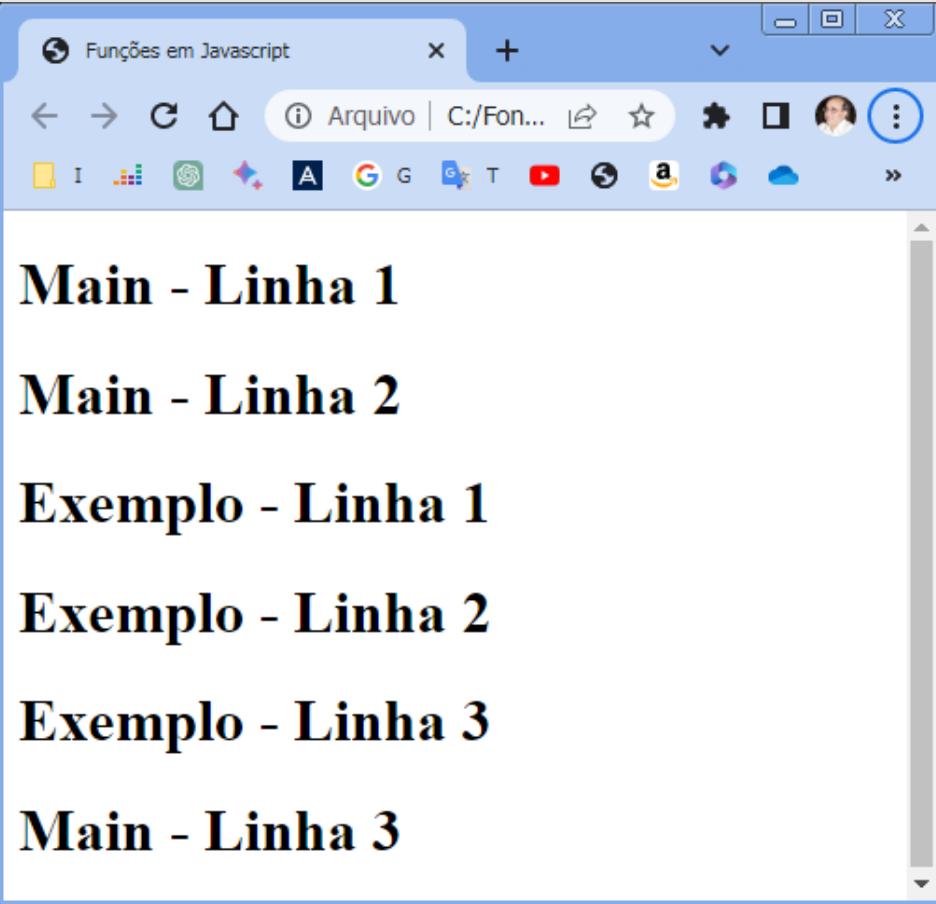 Funções em Javascript
Arquivo | C:/Fon...
I A G T a
Main - Linha 1
Main - Linha 2
Exemplo - Linha 1
Exemplo - Linha 2
Exemplo - Linha 3
Main - Linha 3